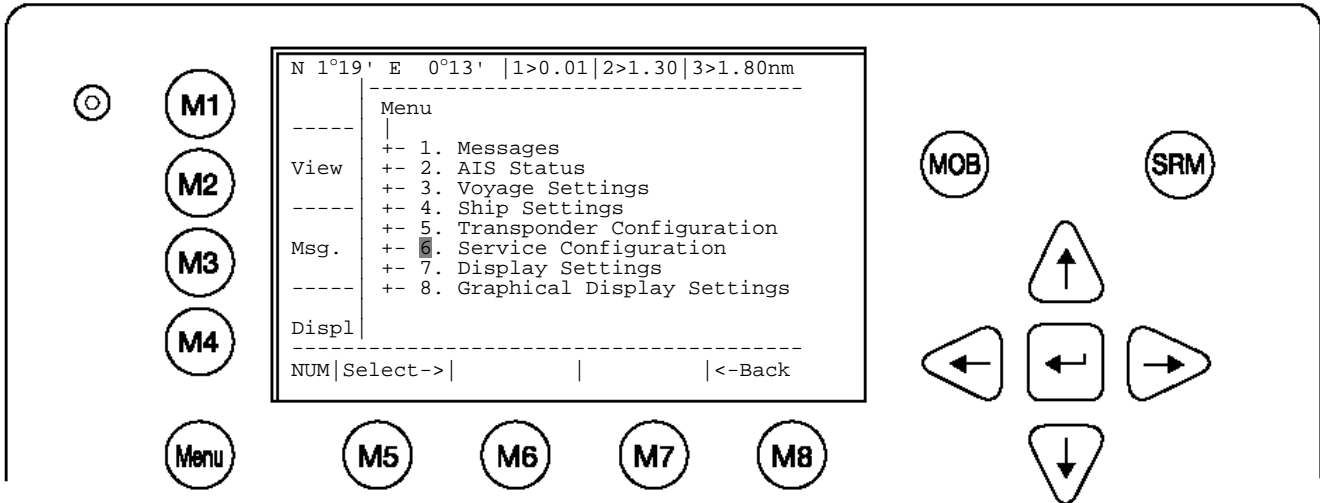 N 1°19' E 0°13' |1>0.01|2>1.30|3>1.80nm
M1
Menu
+- 1. Messages
View +- 2. AIS Status
MOB
SRM
M2
+- 3. Voyage Settings
+- 4. Ship Settings
+- 5. Transponder Configuration
Msg. +- 6. Service Configuration
M3
+- 7. Display Settings
+- 8. Graphical Display Settings
Displ
M4
NUM|Select->| | |<-Back
Menu
M5
M6
M7
M8